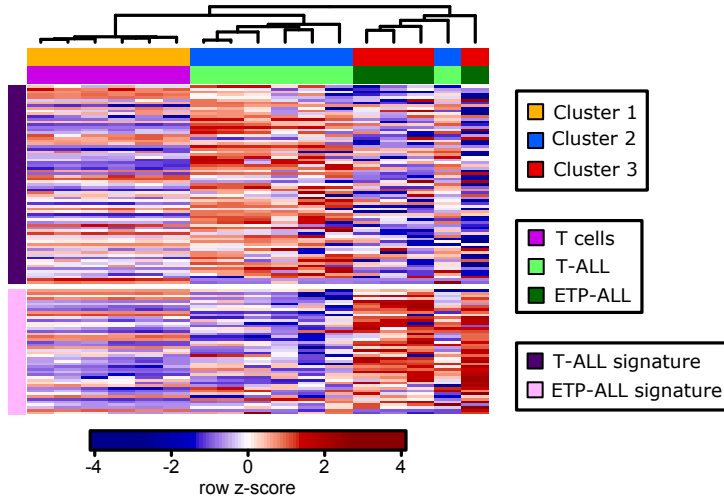 Cluster 1
Cluster 2
Cluster 3
T cells
T-ALL
ETP-ALL
T-ALL signature
ETP-ALL signature
-4 -2 0 2 4
row z-score